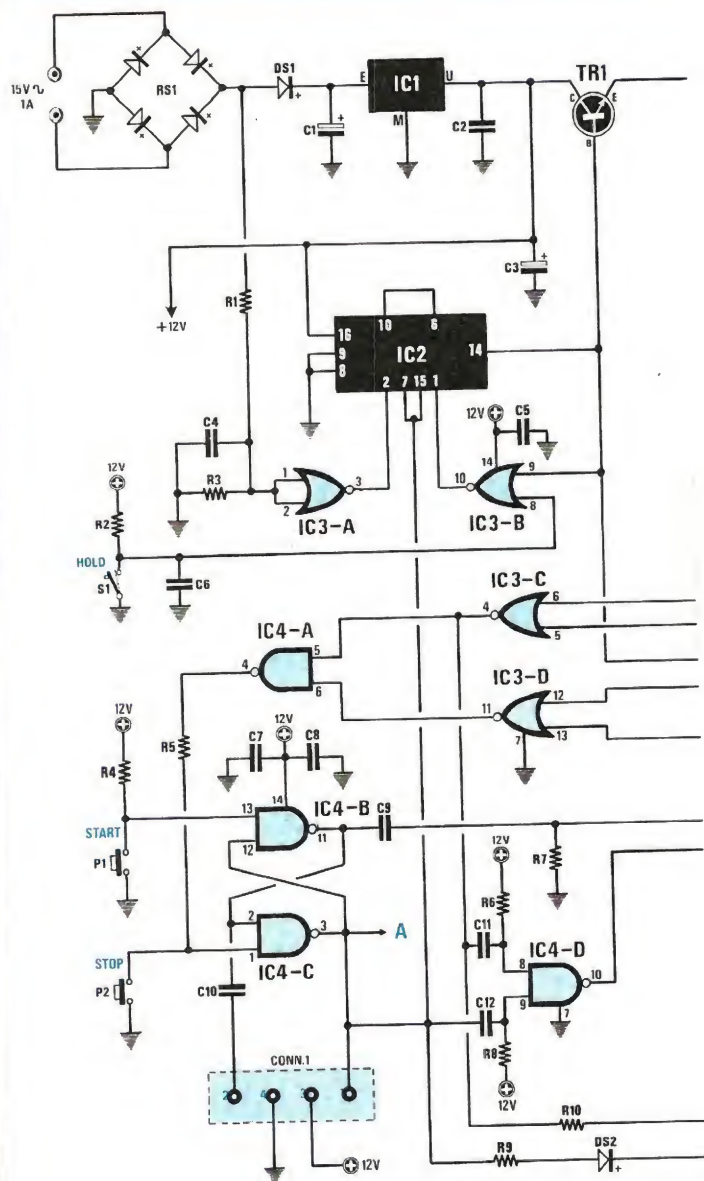 15V ∿
1A
RS1
DS1
+
E
IC1
U
M
C1
+
C2
TR1
C
E
B
C3
+
+12V
R1
10
6
16
9
8
IC2
14
2
7
15
1
12V
C5
C4
R3
1
2
3
IC3-A
14
10
9
8
IC3-B
12V
R2
HOLD
S1
C6
IC3-C
4
6
5
IC4-A
4
5
6
IC3-D
11
12
13
7
12V
R4
R5
12V
C7
C8
14
IC4-B
13
12
11
C9
START
P1
R7
12V
R6
2
1
3
A
IC4-C
C11
IC4-D
8
9
10
7
STOP
P2
C10
C12
R8
12V
CONN.1
2
4
3
12V
R10
R9
DS2
+